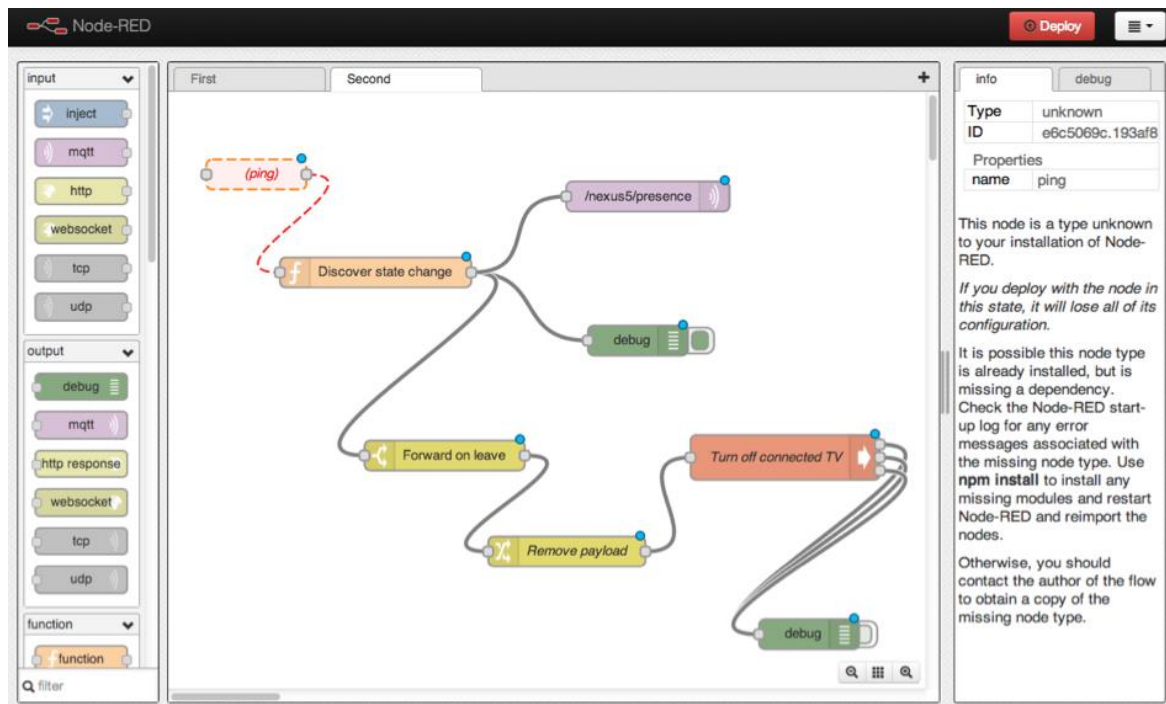 Node-RED
Deploy
input
inject
mqtt
http
websocket
tcp
udp
output
debug
mqtt
http response
websocket
tcp
udp
function
function
filter
First
Second
+
(ping)
/nexus5/presence
Discover state change
debug
Forward on leave
Turn off connected TV
Remove payload
debug
info
debug
Type unknown
ID e6c5069c.193af8
Properties
name ping
This node is a type unknown
to your installation of Node-
RED.
If you deploy with the node in
this state, it will lose all of its
configuration.
It is possible this node type
is already installed, but is
missing a dependency.
Check the Node-RED start-
up log for any error
messages associated with
the missing node type. Use
npm install to install any
missing modules and restart
Node-RED and reimport the
nodes.
Otherwise, you should
contact the author of the flow
to obtain a copy of the
missing node type.